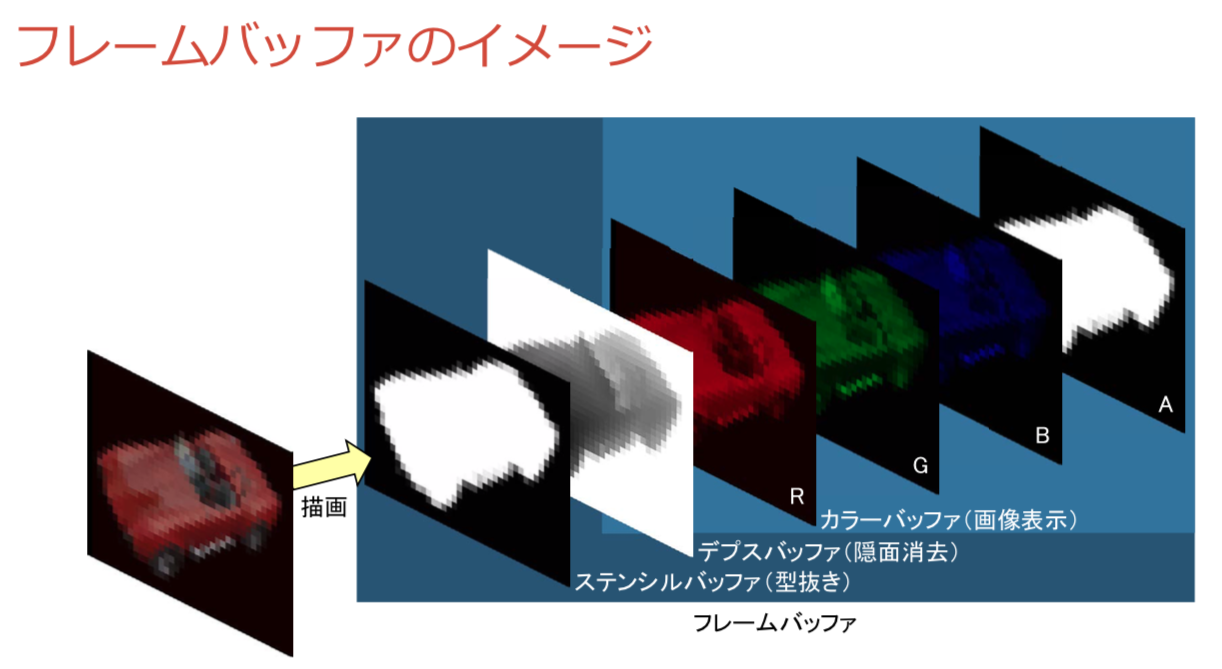 フレームバッファのイメージ
描画
R
G
B
A
カラーバッファ（画像表示）
デプスバッファ（隠面消去）
ステンシルバッファ（型抜き）
フレームバッファ